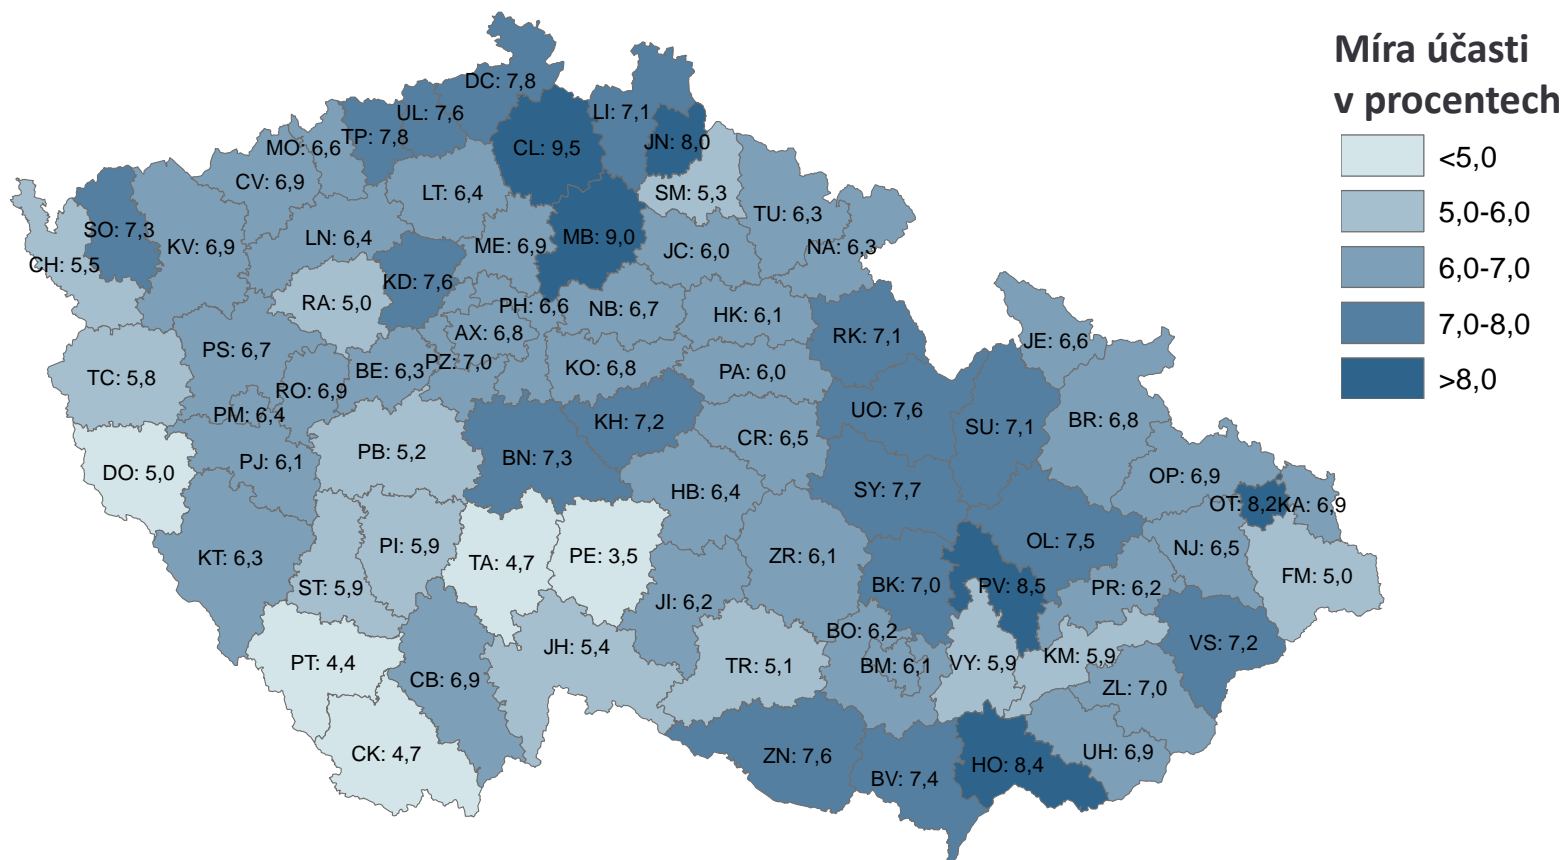 Míra účasti
v procentech
<5,0
5,0-6,0
6,0-7,0
7,0-8,0
>8,0
DC: 7,8
UL: 7,6
LI: 7,1
TP: 7,8
MO: 6,6
CL: 9,5
JN: 8,0
CV: 6,9
LT: 6,4
SM: 5,3
TU: 6,3
SO: 7,3
KV: 6,9
LN: 6,4
ME: 6,9
MB: 9,0
JC: 6,0
NA: 6,3
CH: 5,5
KD: 7,6
RA: 5,0
PH: 6,6
NB: 6,7
HK: 6,1
AX: 6,8
RK: 7,1
JE: 6,6
PS: 6,7
BE: 6,3
PZ: 7,0
KO: 6,8
PA: 6,0
TC: 5,8
RO: 6,9
PM: 6,4
KH: 7,2
UO: 7,6
SU: 7,1
BR: 6,8
CR: 6,5
PB: 5,2
BN: 7,3
PJ: 6,1
DO: 5,0
HB: 6,4
SY: 7,7
OP: 6,9
OT: 8,2
KA: 6,9
PI: 5,9
TA: 4,7
PE: 3,5
ZR: 6,1
OL: 7,5
NJ: 6,5
KT: 6,3
ST: 5,9
JI: 6,2
BK: 7,0
PV: 8,5
PR: 6,2
FM: 5,0
BO: 6,2
JH: 5,4
VS: 7,2
PT: 4,4
CB: 6,9
TR: 5,1
BM: 6,1
VY: 5,9
KM: 5,9
ZL: 7,0
CK: 4,7
ZN: 7,6
BV: 7,4
HO: 8,4
UH: 6,9